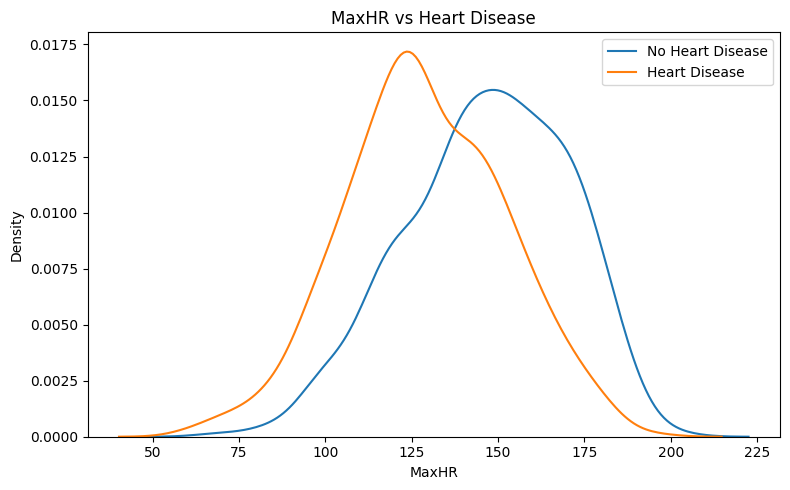 MaxHR vs Heart Disease
No Heart Disease
Heart Disease
Density
0.0175
0.0150
0.0125
0.0100
0.0075
0.0050
0.0025
0.0000
50 75 100 125 150 175 200 225
MaxHR